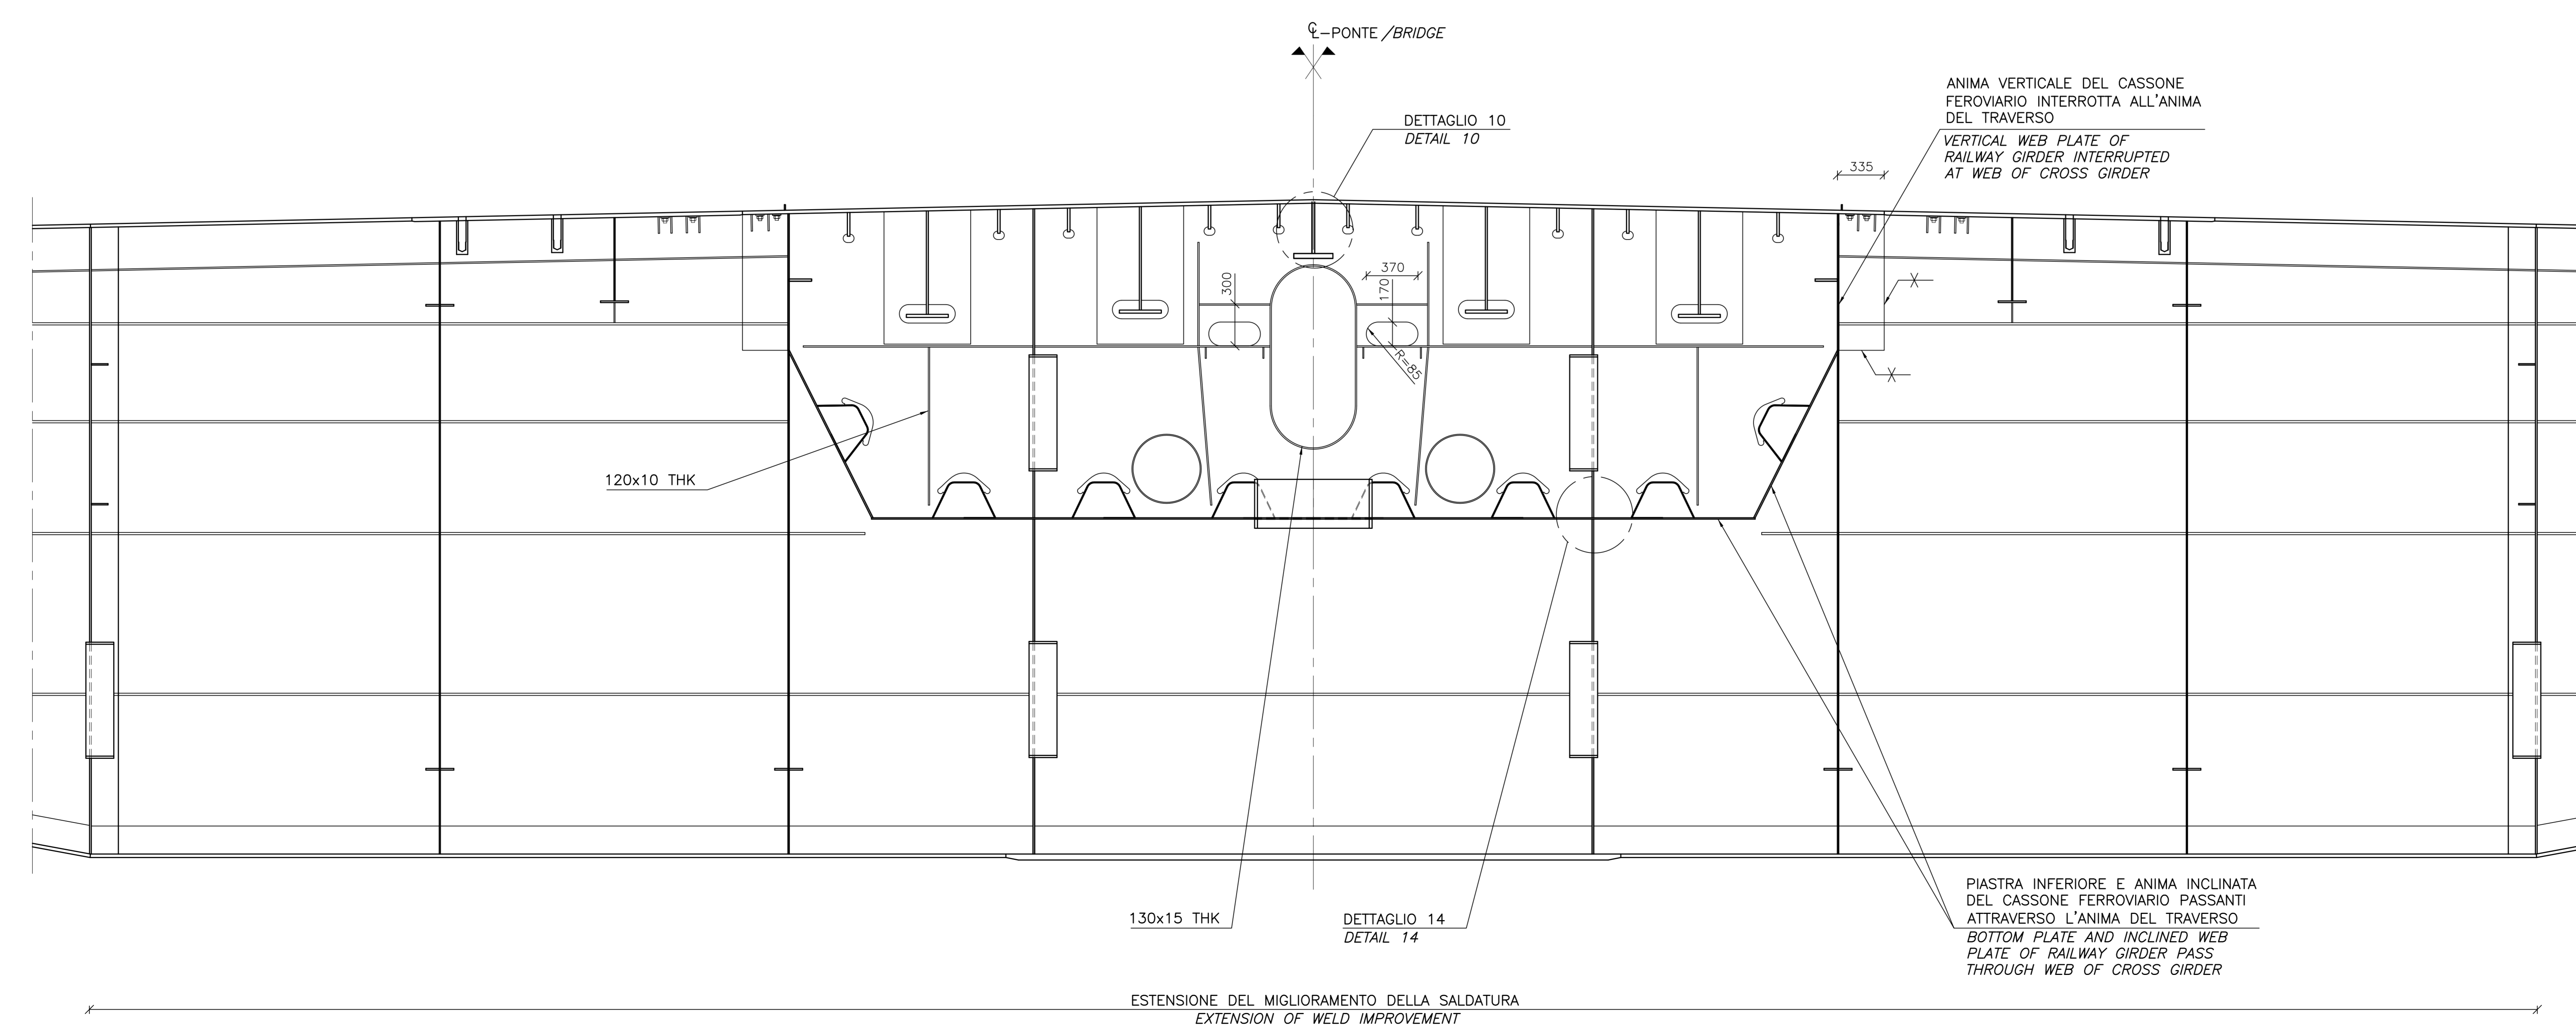 ℄-PONTE /BRIDGE
DETTAGLIO 10
DETAIL 10
ANIMA VERTICALE DEL CASSONE
FEROVIARIO INTERROTTA ALL'ANIMA
DEL TRAVERSO
VERTICAL WEB PLATE OF
RAILWAY GIRDER INTERRUPTED
AT WEB OF CROSS GIRDER
335
300
370
170
R=85
X
X
120x10 THK
130x15 THK
DETTAGLIO 14
DETAIL 14
PIASTRA INFERIORE E ANIMA INCLINATA
DEL CASSONE FERROVIARIO PASSANTI
ATTRAVERSO L'ANIMA DEL TRAVERSO
BOTTOM PLATE AND INCLINED WEB
PLATE OF RAILWAY GIRDER PASS
THROUGH WEB OF CROSS GIRDER
ESTENSIONE DEL MIGLIORAMENTO DELLA SALDATURA
EXTENSION OF WELD IMPROVEMENT